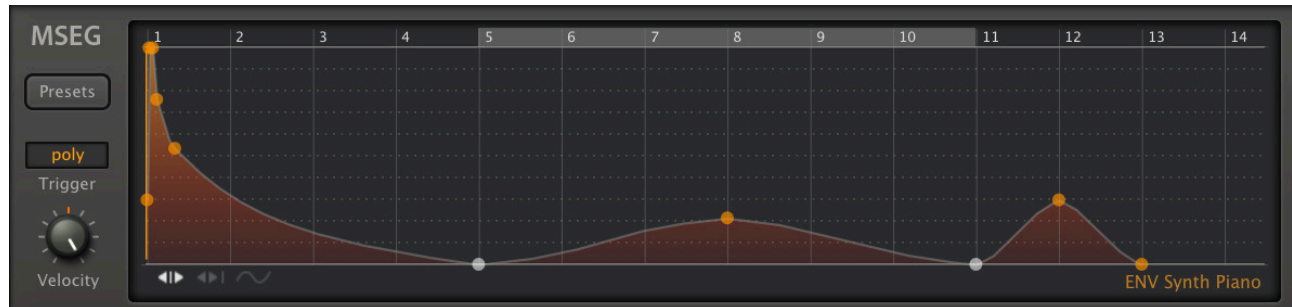 MSEG
1 2 3 4 5 6 7 8 9 10 11 12 13 14
Presets
poly
Trigger
Velocity
ENV Synth Piano